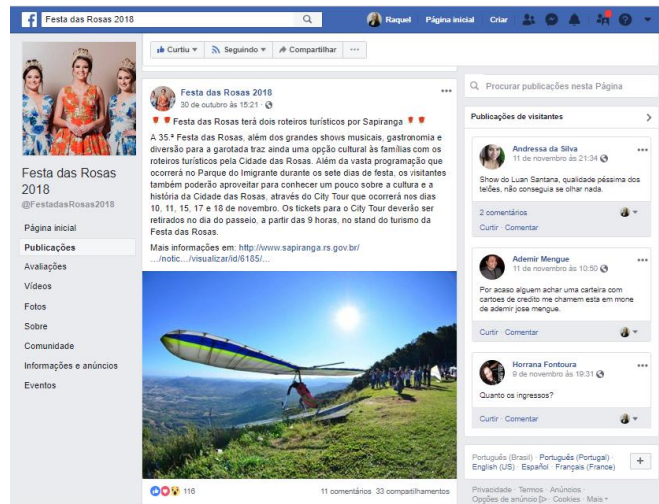 Festa das Rosas 2018
Raquel Página inicial Criar
Curtiu Seguindo Compartilhar ...
Festa das Rosas 2018
@FestadasRosas2018
Página inicial
Publicações
Avaliações
Vídeos
Fotos
Sobre
Comunidade
Informações e anúncios
Eventos
Festa das Rosas 2018
30 de outubro às 15:21 ·
Festa das Rosas terá dois roteiros turísticos por Sapiranga
A 35.ª Festa das Rosas, além dos grandes shows musicais, gastronomia e
diversão para a garotada traz ainda uma opção cultural às famílias com os
roteiros turísticos pela Cidade das Rosas. Além da vasta programação que
ocorrerá no Parque do Imigrante durante os sete dias de festa, os visitantes
também poderão aproveitar para conhecer um pouco sobre a cultura e a
história da Cidade das Rosas, através do City Tour que ocorrerá nos dias
10, 11, 15, 17 e 18 de novembro. Os tickets para o City Tour deverão ser
retirados no dia do passeio, a partir das 9 horas, no stand do turismo da
Festa das Rosas.
Mais informações em: http://www.sapiranga.rs.gov.br/
.../notic.../visualizar/id/6185/...
116
11 comentários 33 compartilhamentos
Procurar publicações nesta Página
Publicações de visitantes
Andressa da Silva
11 de novembro às 21:34
Show do Luan Santana, qualidade péssima dos
telões, não conseguia se olhar nada.
2 comentários
Curtir · Comentar
Ademir Mengue
11 de novembro às 10:50
Por acaso alguem achar uma carteira com
cartoes de credito me chamem esta em mone
de ademir jose mengue.
Curtir · Comentar
Horrana Fontoura
9 de novembro às 19:31
Quanto os ingressos?
Curtir · Comentar
Português (Brasil) · Português (Portugal) ·
English (US) · Español · Français (France)
Privacidade · Termos · Anúncios ·
Opções de anúncio · Cookies · Mais